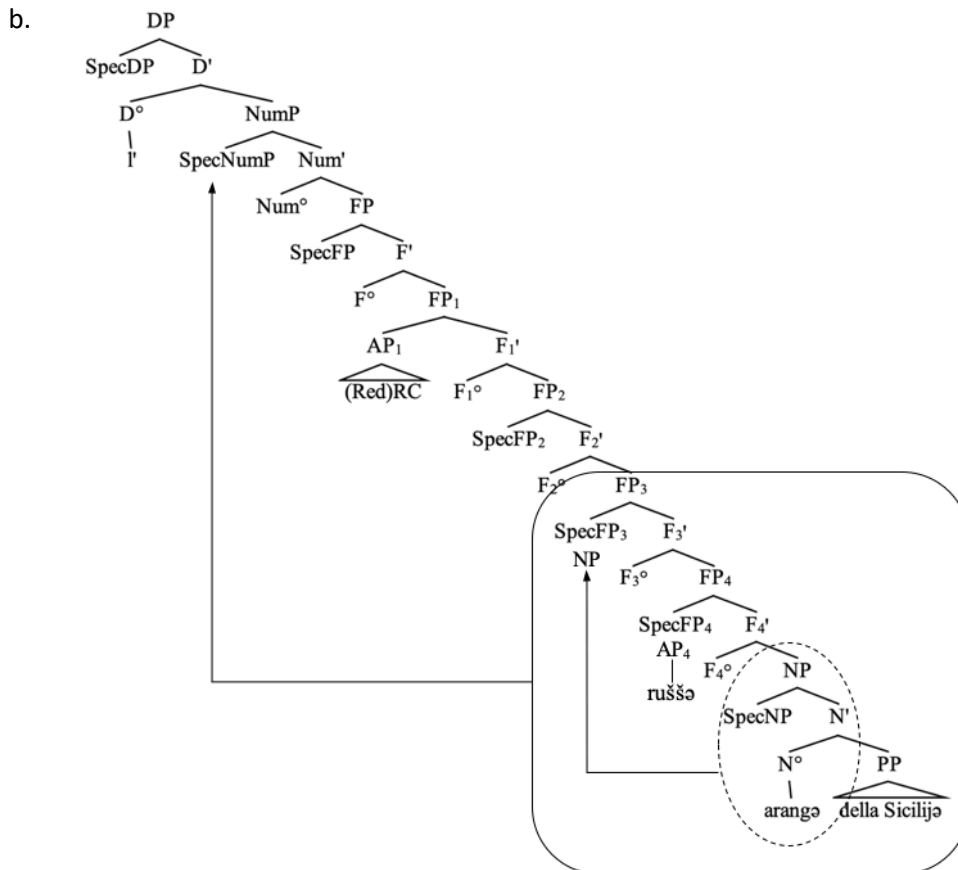 b.
DP
SpecDP D'
D° NumP
l' SpecNumP Num'
Num° FP
SpecFP F'
F° FP₁
AP₁ F₁'
(Red)RC F₁° FP₂
SpecFP₂ F₂'
F₂° FP₃
SpecFP₃ F₃'
NP F₃° FP₄
SpecFP₄ F₄'
AP₄ F₄° NP
ruššə SpecNP N'
N° PP
arangə della Sicilijə